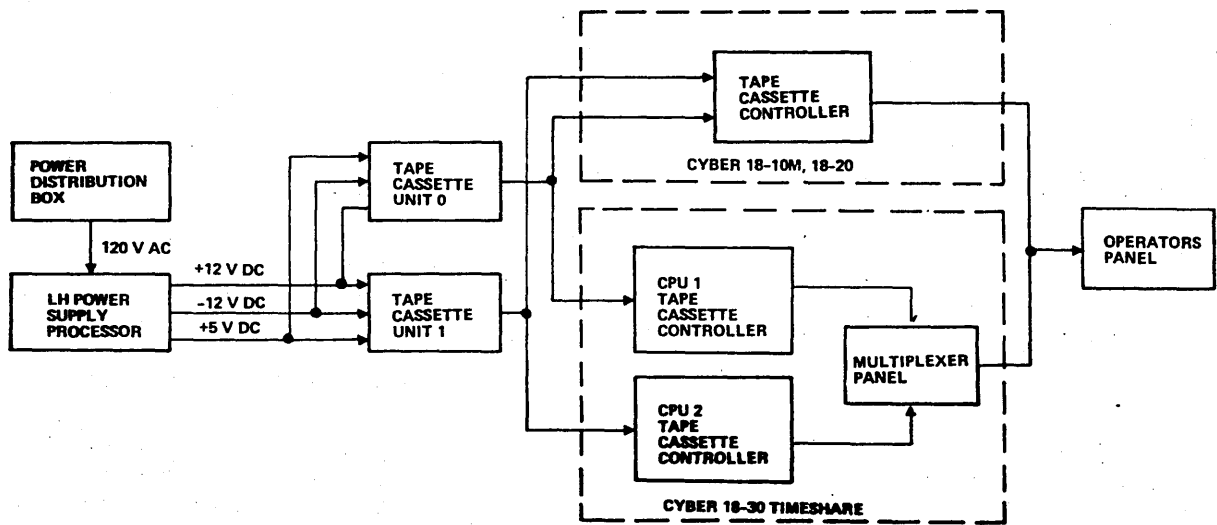 POWER
DISTRIBUTION
BOX
120 V AC
LH POWER
SUPPLY
PROCESSOR
+12 V DC
-12 V DC
+5 V DC
TAPE
CASSETTE
UNIT 0
TAPE
CASSETTE
UNIT 1
TAPE
CASSETTE
CONTROLLER
CYBER 18-10M, 18-20
CPU 1
TAPE
CASSETTE
CONTROLLER
CPU 2
TAPE
CASSETTE
CONTROLLER
MULTIPLEXER
PANEL
CYBER 18-30 TIMESHARE
OPERATORS
PANEL